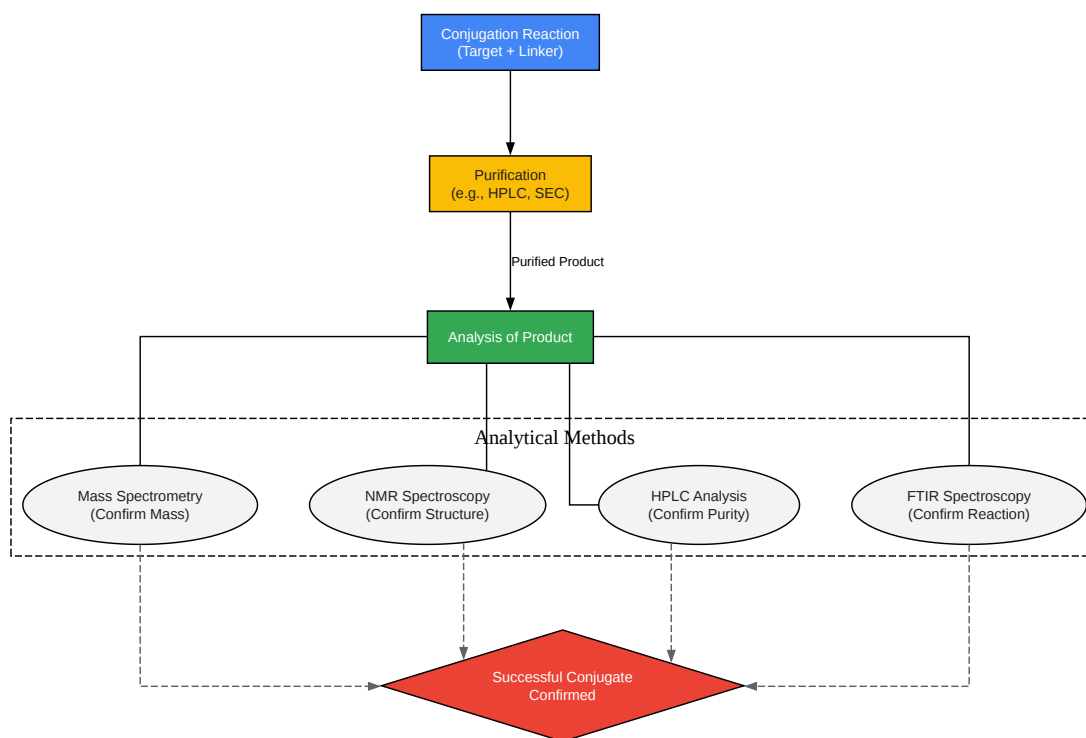 Conjugation Reaction
(Target + Linker)
Purification
(e.g., HPLC, SEC)
Purified Product
Analysis of Product
Analytical Methods
Mass Spectrometry
(Confirm Mass)
NMR Spectroscopy
(Confirm Structure)
HPLC Analysis
(Confirm Purity)
FTIR Spectroscopy
(Confirm Reaction)
Successful Conjugate
Confirmed